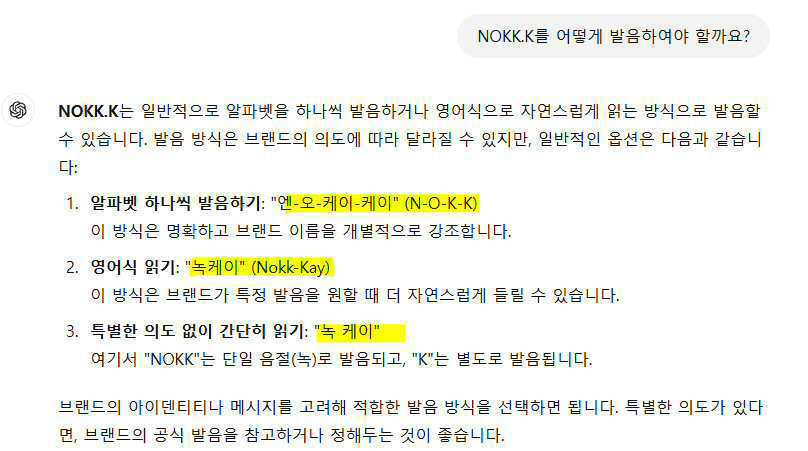 NOKK.K를 어떻게 발음하여야 할까요?
NOKK.K는 일반적으로 알파벳을 하나씩 발음하거나 영어식으로 자연스럽게 읽는 방식으로 발음할
수 있습니다. 발음 방식은 브랜드의 의도에 따라 달라질 수 있지만, 일반적인 옵션은 다음과 같습니
다:
1. 알파벳 하나씩 발음하기: "엔-오-케이-케이" (N-O-K-K)
이 방식은 명확하고 브랜드 이름을 개별적으로 강조합니다.
2. 영어식 읽기: "녹케이" (Nokk-Kay)
이 방식은 브랜드가 특정 발음을 원할 때 더 자연스럽게 들릴 수 있습니다.
3. 특별한 의도 없이 간단히 읽기: "녹 케이"
여기서 "NOKK"는 단일 음절(녹)로 발음되고, "K"는 별도로 발음됩니다.
브랜드의 아이덴티티나 메시지를 고려해 적합한 발음 방식을 선택하면 됩니다. 특별한 의도가 있다
면, 브랜드의 공식 발음을 참고하거나 정해두는 것이 좋습니다.